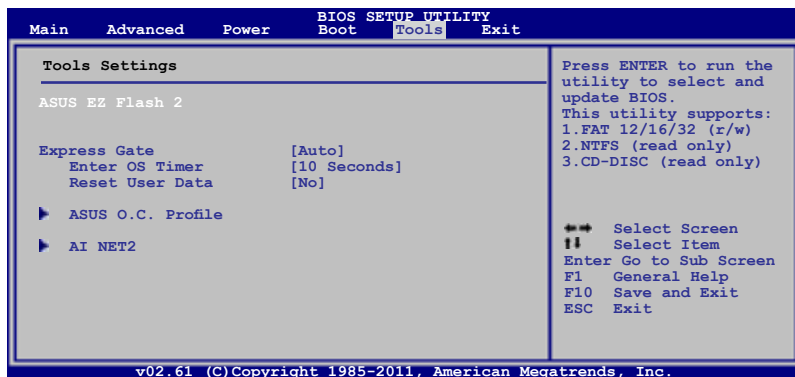 BIOS SETUP UTILITY
Main Advanced Power Boot Tools Exit
Tools Settings
ASUS EZ Flash 2
Express Gate [Auto]
Enter OS Timer [10 Seconds]
Reset User Data [No]
ASUS O.C. Profile
AI NET2
Press ENTER to run the
utility to select and
update BIOS.
This utility supports:
1.FAT 12/16/32 (r/w)
2.NTFS (read only)
3.CD-DISC (read only)
Select Screen
Select Item
Enter Go to Sub Screen
F1 General Help
F10 Save and Exit
ESC Exit
v02.61 (C)Copyright 1985-2011, American Megatrends, Inc.